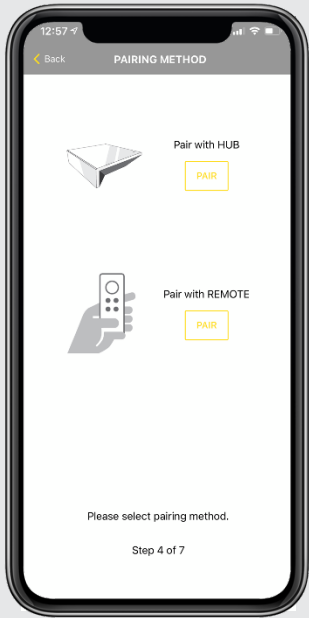 12:57
Back
PAIRING METHOD
Pair with HUB
PAIR
Pair with REMOTE
PAIR
Please select pairing method.
Step 4 of 7